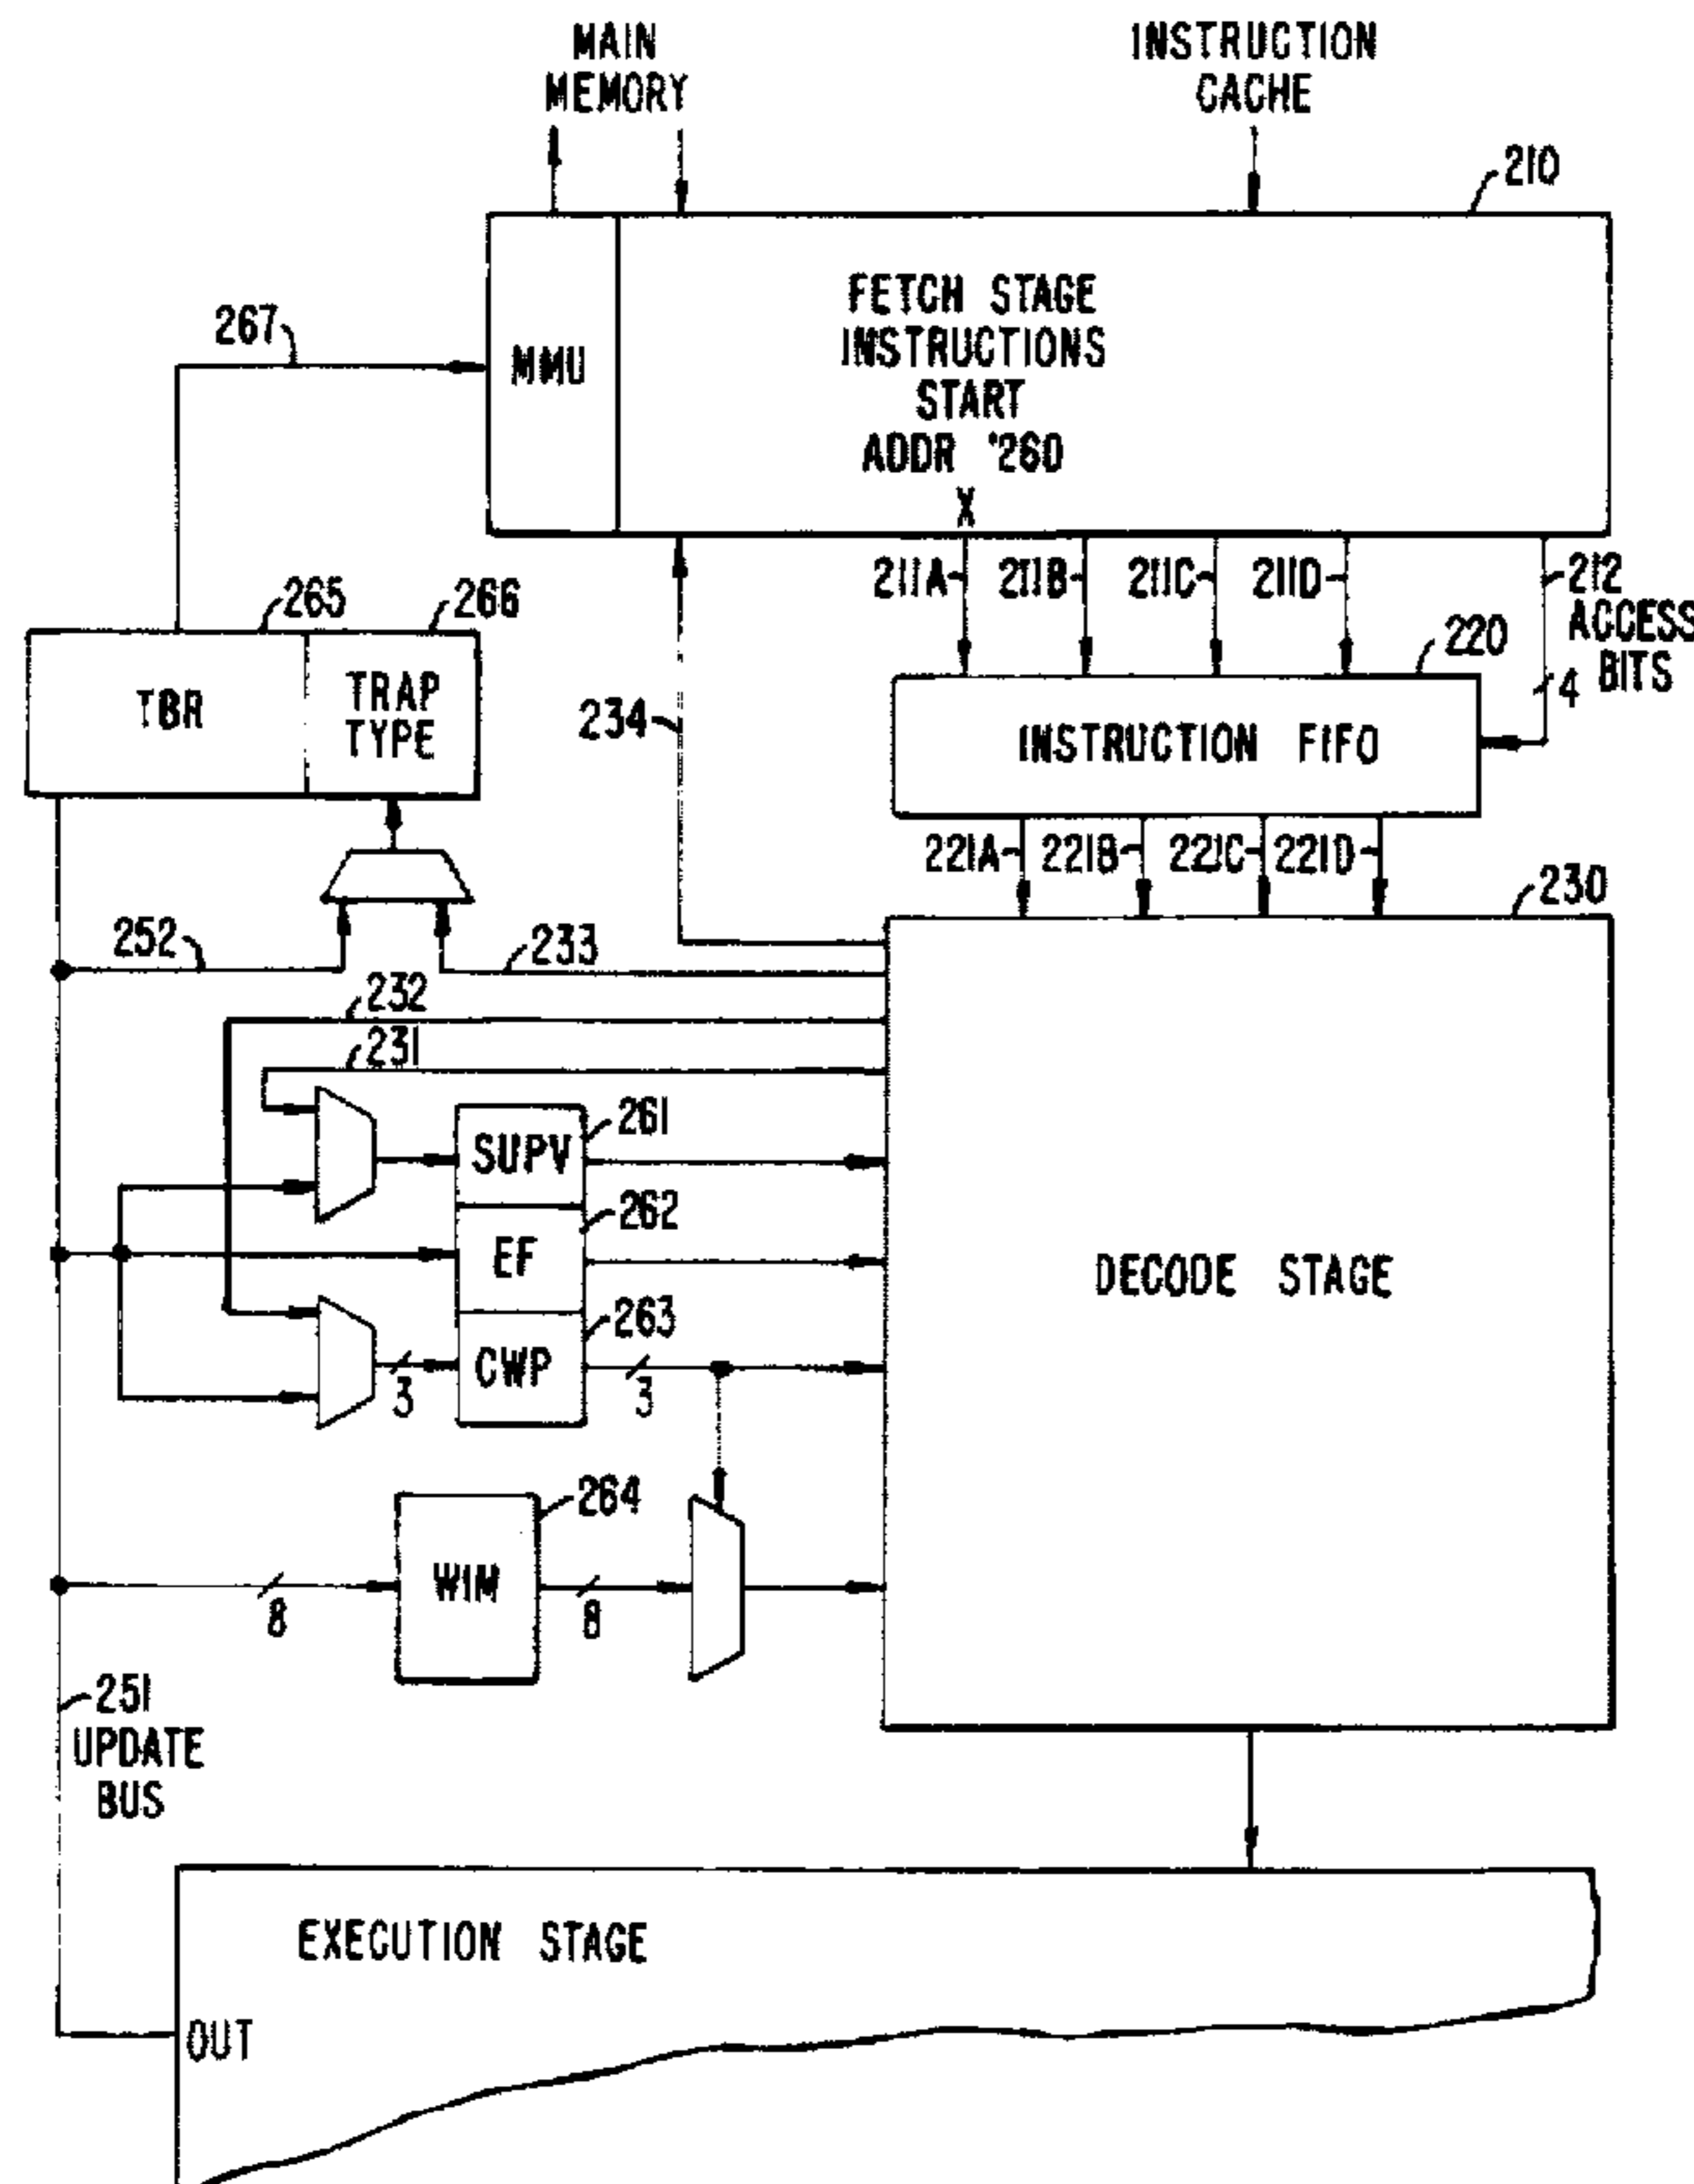 MAIN
MEMORY
INSTRUCTION
CACHE
210
MMU
FETCH STAGE
INSTRUCTIONS
START
ADDR '260
X
267
211A
211B
211C
211D
212
ACCESS
BITS
4
265
266
TBR
TRAP
TYPE
234
220
INSTRUCTION FIFO
221A
221B
221C
221D
230
252
233
232
231
SUPV
261
EF
262
CWP
263
3
3
DECODE STAGE
WIM
264
8
8
251
UPDATE
BUS
EXECUTION STAGE
OUT